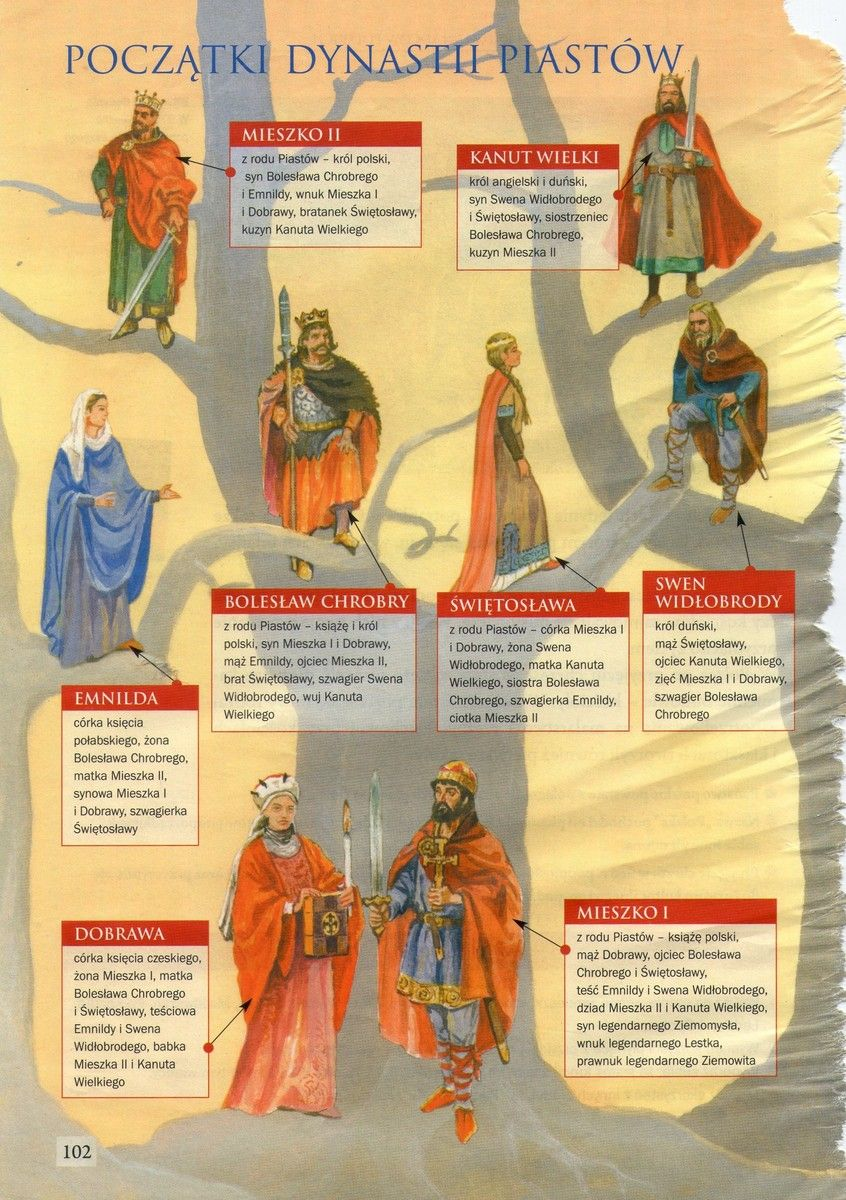 POCZĄTKI DYNASTII PIASTÓW
MIESZKO II
z rodu Piastów – król polski,
syn Bolesława Chrobrego
i Emnildy, wnuk Mieszka I
i Dobrawy, bratanek Świętosławy,
kuzyn Kanuta Wielkiego
KANUT WIELKI
król angielski i duński,
syn Swena Widłobrodego
i Świętosławy, siostrzeniec
Bolesława Chrobrego,
kuzyn Mieszka II
BOLESŁAW CHROBRY
z rodu Piastów – książę i król
polski, syn Mieszka I i Dobrawy,
mąż Emnildy, ojciec Mieszka II,
brat Świętosławy, szwagier Swena
Widłobrodego, wuj Kanuta
Wielkiego
ŚWIĘTOSŁAWA
z rodu Piastów – córka Mieszka I
i Dobrawy, żona Swena
Widłobrodego, matka Kanuta
Wielkiego, siostra Bolesława
Chrobrego, szwagierka Emnildy,
ciotka Mieszka II
SWEN
WIDŁOBRODY
król duński,
mąż Świętosławy,
ojciec Kanuta Wielkiego,
zięć Mieszka I i Dobrawy,
szwagier Bolesława
Chrobrego
EMNILDA
córka księcia
połabskiego, żona
Bolesława Chrobrego,
matka Mieszka II,
synowa Mieszka I
i Dobrawy, szwagierka
Świętosławy
DOBRAWA
córka księcia czeskiego,
żona Mieszka I, matka
Bolesława Chrobrego
i Świętosławy, teściowa
Emnildy i Swena
Widłobrodego, babka
Mieszka II i Kanuta
Wielkiego
MIESZKO I
z rodu Piastów – książę polski,
mąż Dobrawy, ojciec Bolesława
Chrobrego i Świętosławy,
teść Emnildy i Swena Widłobrodego,
dziad Mieszka II i Kanuta Wielkiego,
syn legendarnego Ziemomysła,
wnuk legendarnego Lestka,
prawnuk legendarnego Ziemowita
102